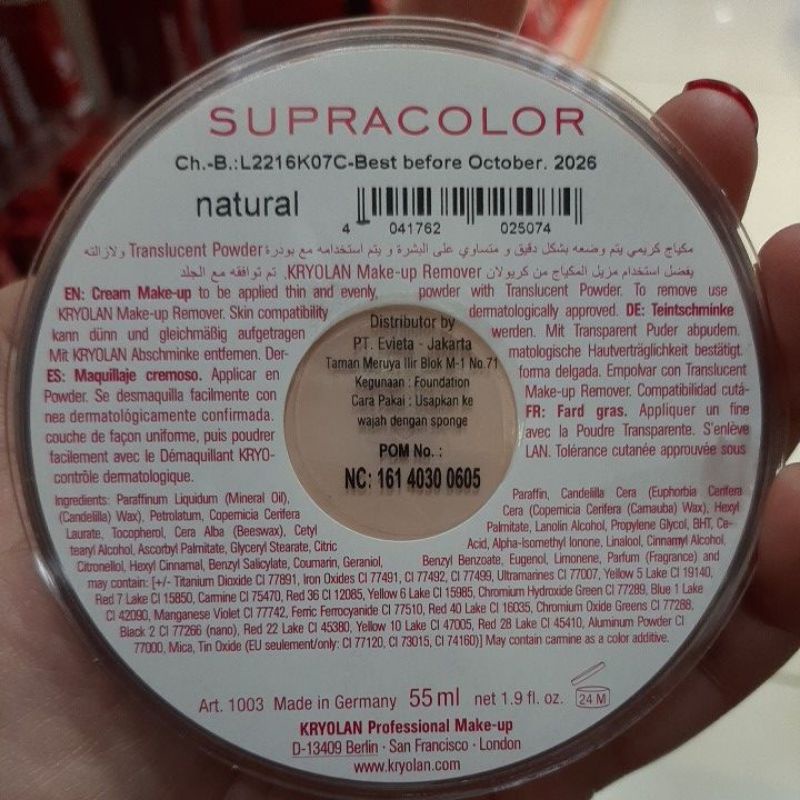 SUPRACOLOR
Ch.-B.:L2216K07C-Best before October. 2026
natural
4 041762 025074
مكياج كريمي يتم وضعه بشكل دقيق و متساوي على البشرة و يتم استخدامه مع بودرة Translucent Powder ولازالته
يفضل استخدام مزيل المكياج من كريولان KRYOLAN Make-up Remover. تم توافقه مع الجلد
EN: Cream Make-up to be applied thin and evenly, powder with Translucent Powder. To remove use
KRYOLAN Make-up Remover. Skin compatibility dermatologically approved. DE: Teintschminke
kann dünn und gleichmäßig aufgetragen werden. Mit Transparent Puder abpudern.
Mit KRYOLAN Abschminke entfernen. Der- matologische Hautverträglichkeit bestätigt.
ES: Maquillaje cremoso. Aplicar en forma delgada. Empolvar con Translucent
Powder. Se desmaquilla facilmente con Make-up Remover. Compatibilidad cutá-
nea dermatológicamente confirmada. FR: Fard gras. Appliquer un fine
couche de façon uniforme, puis poudrer avec la Poudre Transparente. S'enlève
facilement avec le Démaquillant KRYO- LAN. Tolérance cutanée approuvée sous
contrôle dermatologique.
Distributor by
PT. Evieta - Jakarta
Taman Meruya Ilir Blok M-1 No.71
Kegunaan : Foundation
Cara Pakai : Usapkan ke
wajah dengan sponge
POM No. :
NC: 161 4030 0605
Ingredients: Paraffinum Liquidum (Mineral Oil), Paraffin, Candelilla Cera (Euphorbia Cerifera
(Candelilla) Wax), Petrolatum, Copernicia Cerifera Cera (Copernicia Cerifera (Carnauba) Wax), Hexyl
Laurate, Tocopherol, Cera Alba (Beeswax), Cetyl Palmitate, Lanolin Alcohol, Propylene Glycol, BHT, Ce-
tearyl Alcohol, Ascorbyl Palmitate, Glyceryl Stearate, Citric Acid, Alpha-Isomethyl Ionone, Linalool, Cinnamyl Alcohol,
Citronellol, Hexyl Cinnamal, Benzyl Salicylate, Coumarin, Geraniol, Benzyl Benzoate, Eugenol, Limonene, Parfum (Fragrance) and
may contain: [+/- Titanium Dioxide CI 77891, Iron Oxides CI 77491, CI 77492, CI 77499, Ultramarines CI 77007, Yellow 5 Lake CI 19140,
Red 7 Lake CI 15850, Carmine CI 75470, Red 36 CI 12085, Yellow 6 Lake CI 15985, Chromium Hydroxide Green CI 77289, Blue 1 Lake
CI 42090, Manganese Violet CI 77742, Ferric Ferrocyanide CI 77510, Red 40 Lake CI 16035, Chromium Oxide Greens CI 77288,
Black 2 CI 77266 (nano), Red 22 Lake CI 45380, Yellow 10 Lake CI 47005, Red 28 Lake CI 45410, Aluminum Powder CI
77000, Mica, Tin Oxide (EU seulement/only: CI 77120, CI 73015, CI 74160)] May contain carmine as a color additive.
Art. 1003 Made in Germany 55 ml net 1.9 fl. oz. 24 M
KRYOLAN Professional Make-up
D-13409 Berlin · San Francisco · London
www.kryolan.com